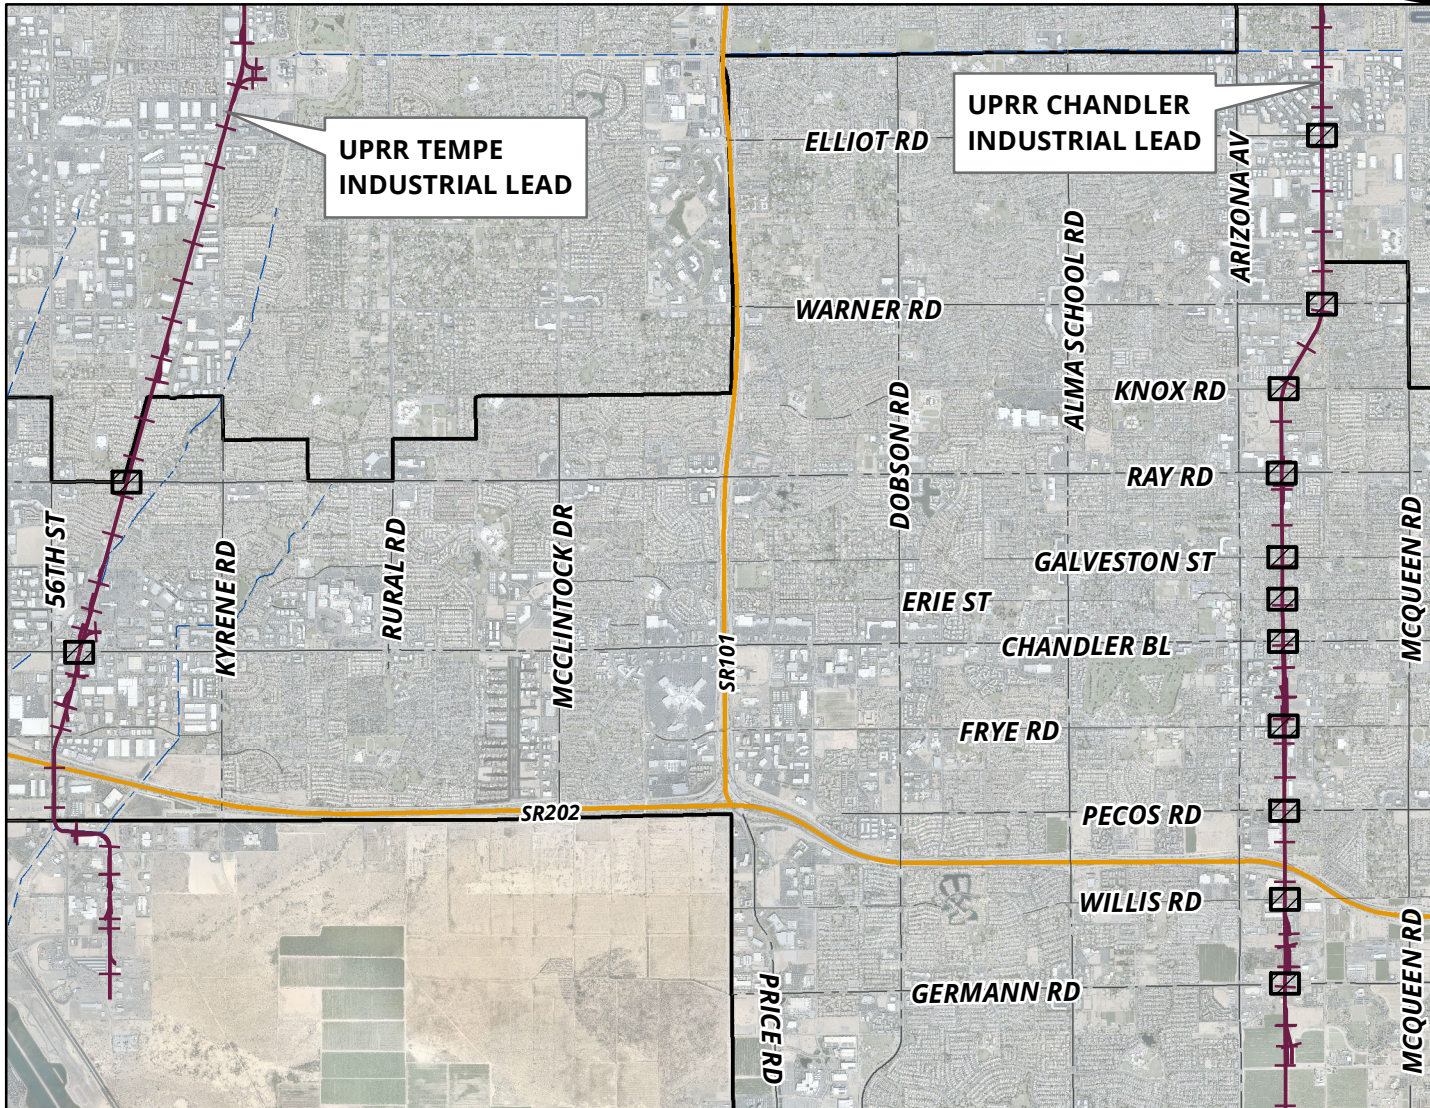 UPRR CHANDLER
INDUSTRIAL LEAD
UPRR TEMPE
INDUSTRIAL LEAD
ELLIOT RD
ARIZONA AV
ALMA SCHOOL RD
WARNER RD
KNOX RD
DOBSON RD
RAY RD
56TH ST
KYRENE RD
RURAL RD
MCCLINTOCK DR
MCQUEEN RD
GALVESTON ST
ERIE ST
CHANDLER BL
SR101
FRYE RD
SR202
PECOS RD
WILLIS RD
PRICE RD
GERMANN RD
MCQUEEN RD